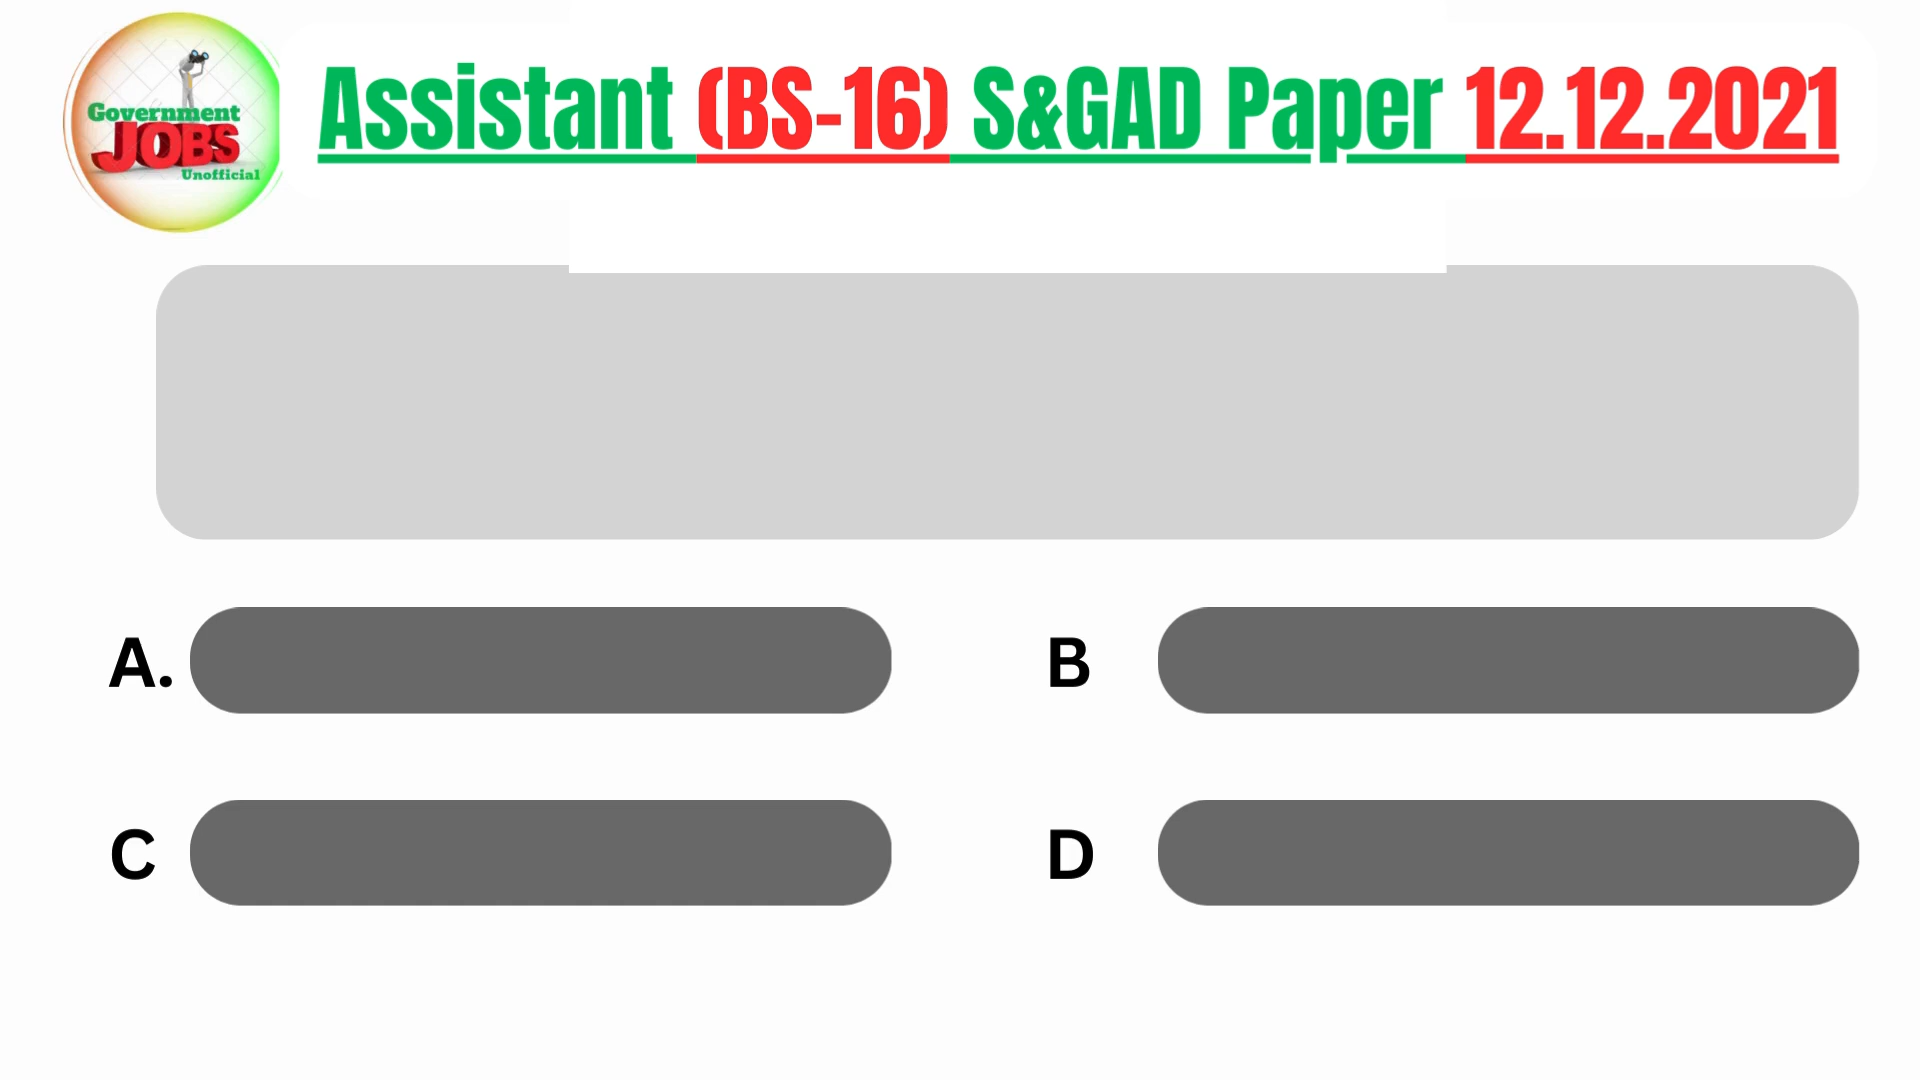 Government
JOBS
Unofficial
Assistant (BS-16) S&GAD Paper 12.12.2021
A.
B
C
D